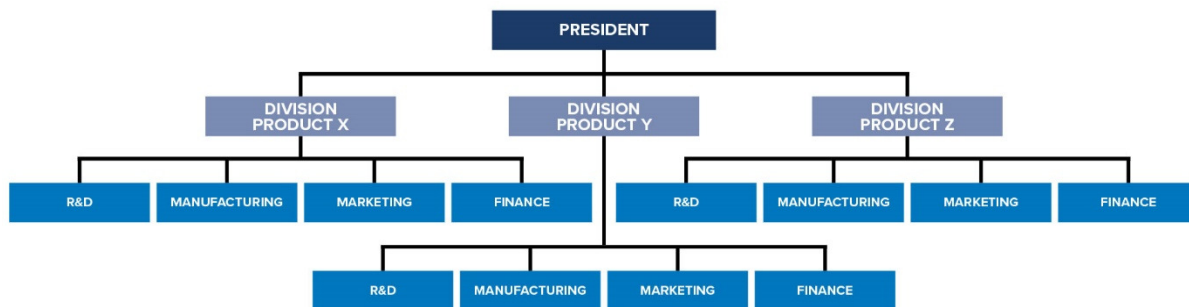 PRESIDENT
DIVISION
PRODUCT X
DIVISION
PRODUCT Y
DIVISION
PRODUCT Z
R&D
MANUFACTURING
MARKETING
FINANCE
R&D
MANUFACTURING
MARKETING
FINANCE
R&D
MANUFACTURING
MARKETING
FINANCE